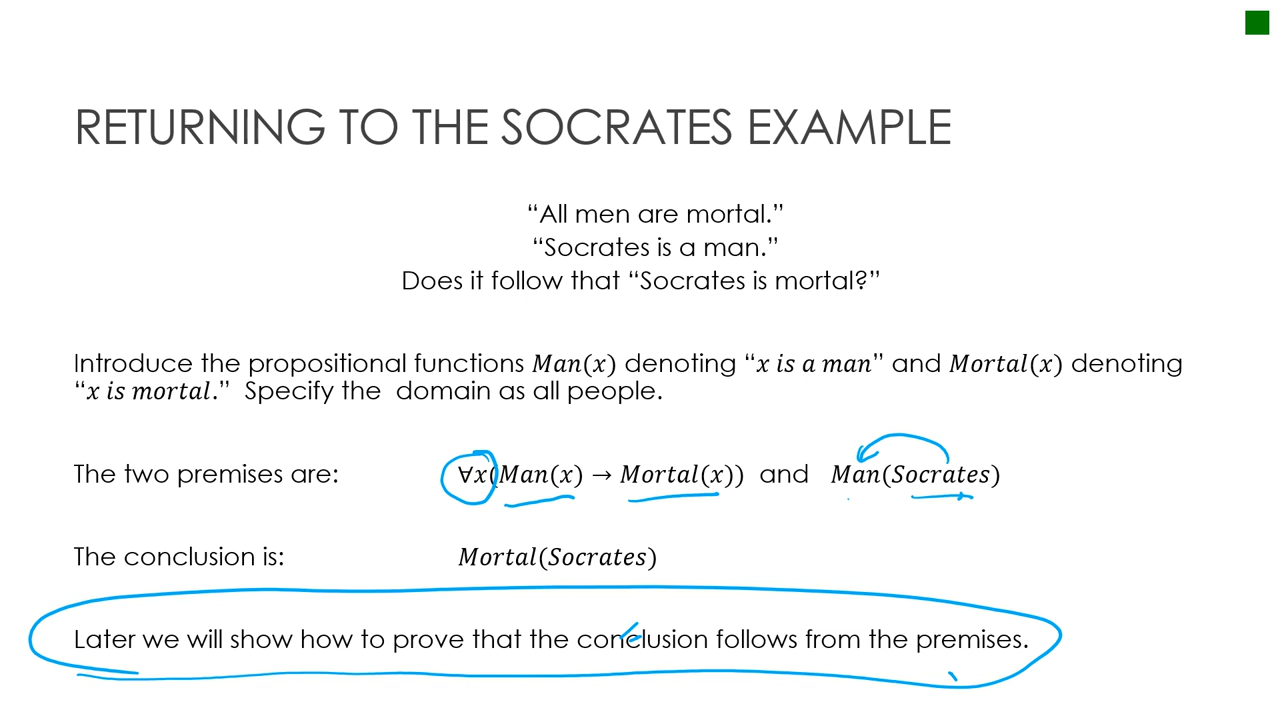 RETURNING TO THE SOCRATES EXAMPLE
“All men are mortal.”
“Socrates is a man.”
Does it follow that “Socrates is mortal?”
Introduce the propositional functions Man(x) denoting “x is a man” and Mortal(x) denoting
“x is mortal.” Specify the domain as all people.
The two premises are: ∀x(Man(x) → Mortal(x)) and Man(Socrates)
The conclusion is: Mortal(Socrates)
Later we will show how to prove that the conclusion follows from the premises.